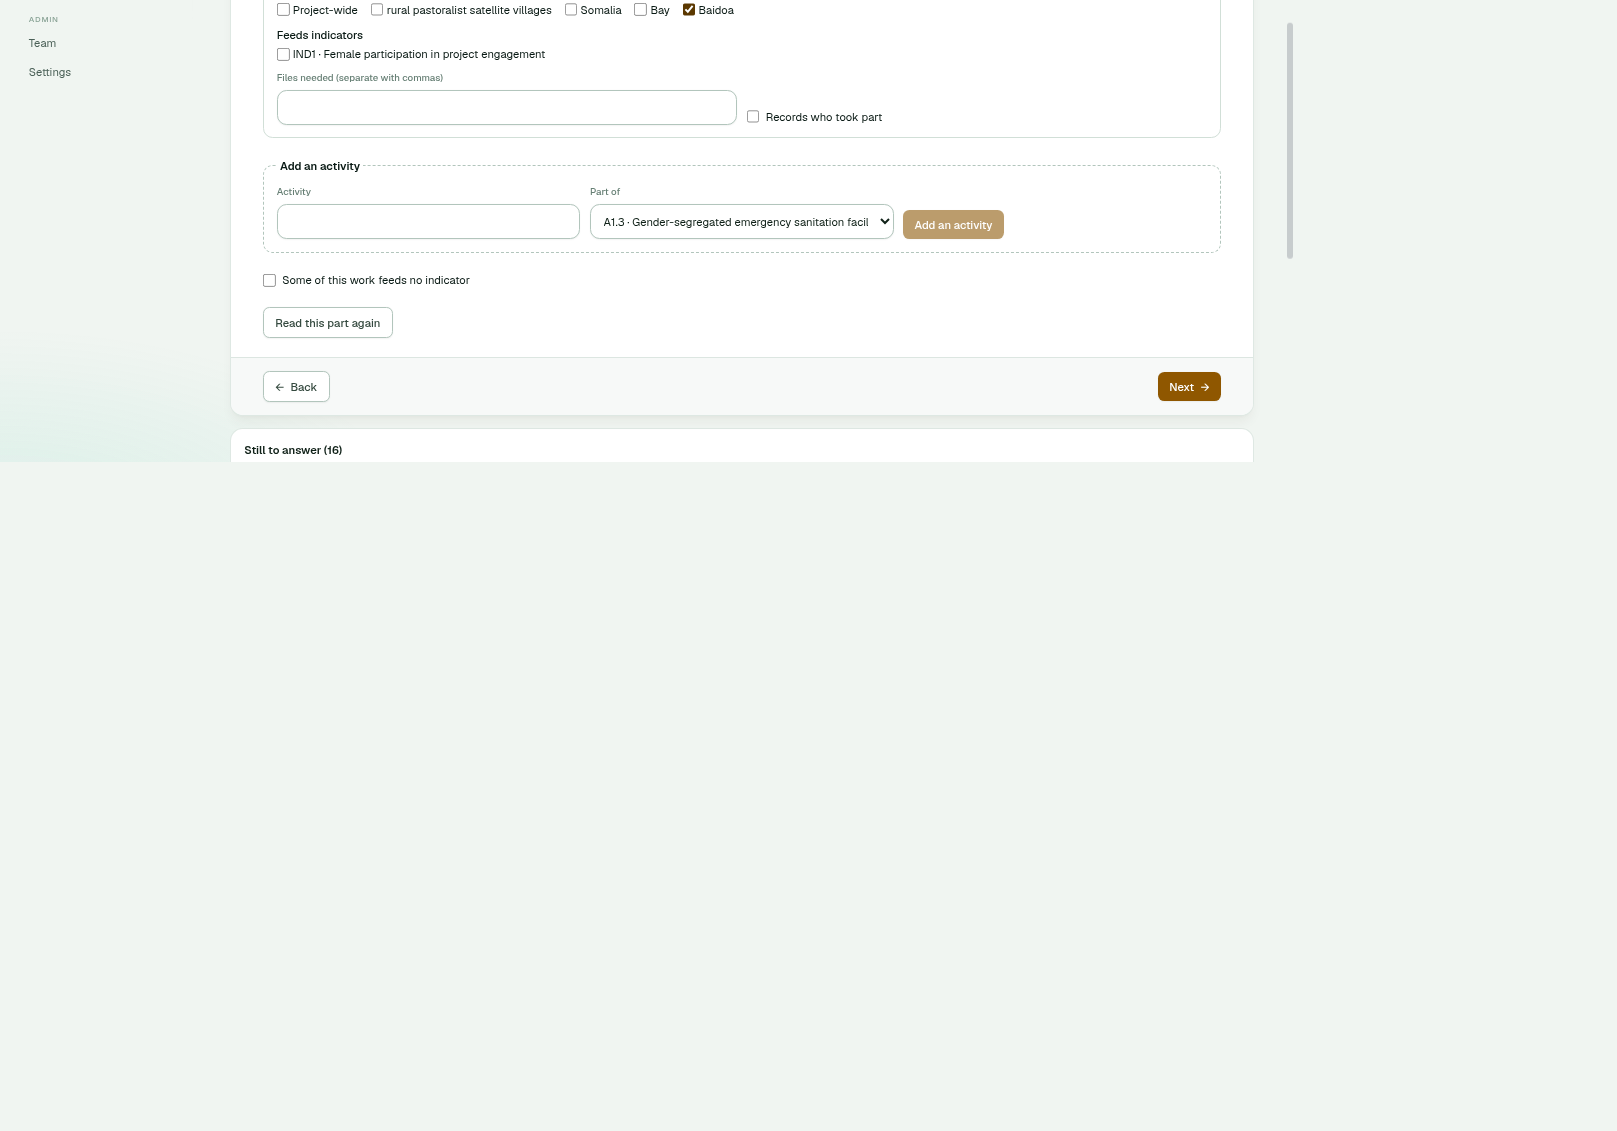 ADMIN
Team
Settings
Project-wide rural pastoralist satellite villages Somalia Bay Baidoa
Feeds indicators
IND1 · Female participation in project engagement
Files needed (separate with commas)
Records who took part
Add an activity
Activity Part of
A1.3 · Gender-segregated emergency sanitation facil Add an activity
Some of this work feeds no indicator
Read this part again
← Back Next →
Still to answer (16)